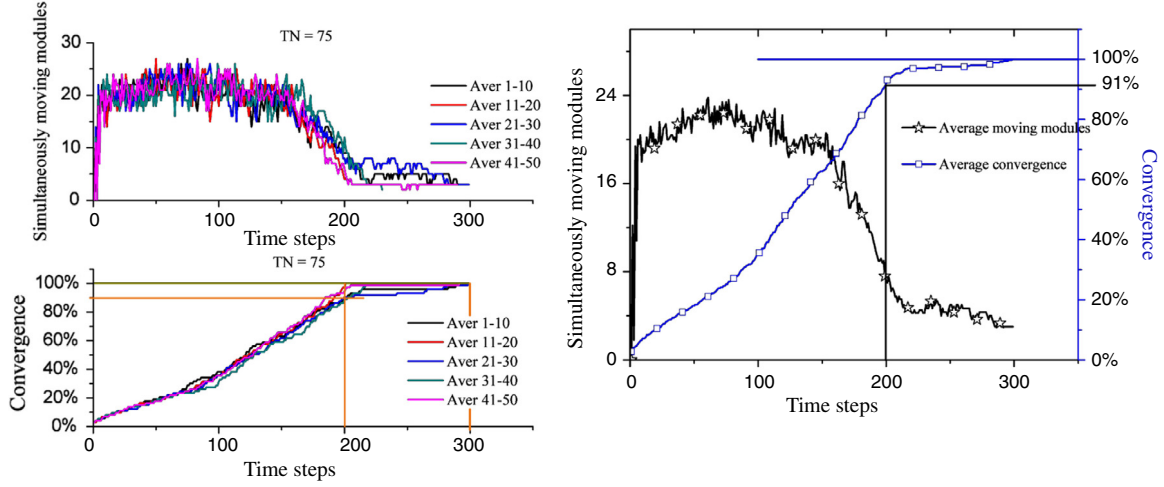 Simultaneously moving modules
TN = 75
30
20
10
0
Aver 1-10
Aver 11-20
Aver 21-30
Aver 31-40
Aver 41-50
0
100
200
300
Time steps
TN = 75
Convergence
100%
80%
60%
40%
20%
0%
Aver 1-10
Aver 11-20
Aver 21-30
Aver 31-40
Aver 41-50
0
100
200
300
Time steps
Simultaneously moving modules
24
16
8
0
Average moving modules
Average convergence
100%
91%
80%
60%
40%
20%
0%
Convergence
0
100
200
300
Time steps